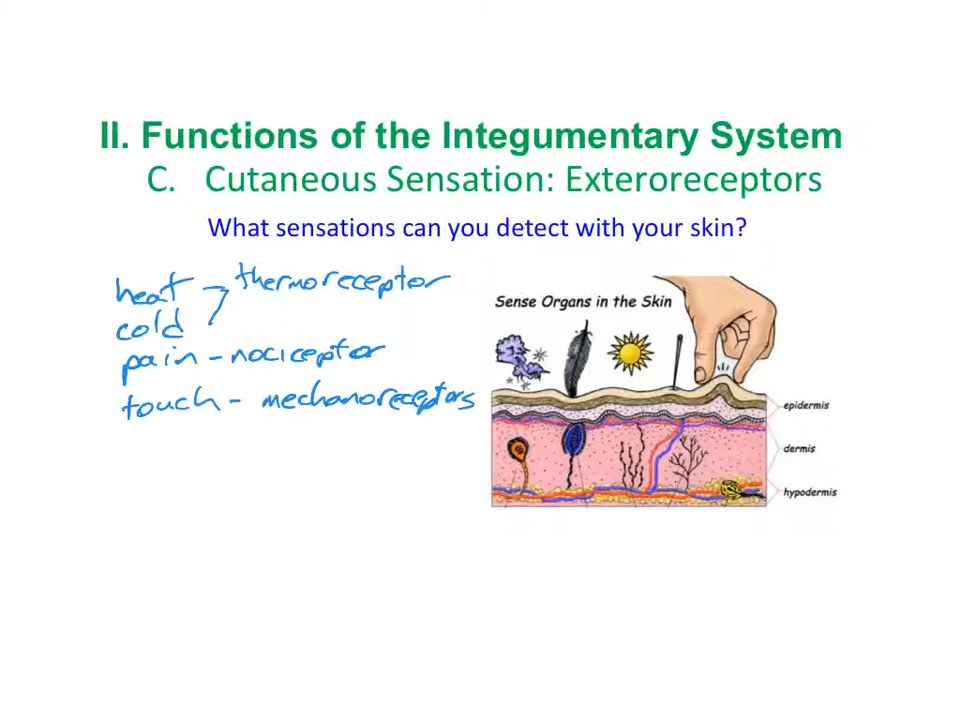 II. Functions of the Integumentary System
C. Cutaneous Sensation: Exteroreceptors
What sensations can you detect with your skin?
heat
cold
thermoreceptor
pain - nociceptor
touch - mechanoreceptors
Sense Organs in the Skin
epidermis
dermis
hypodermis